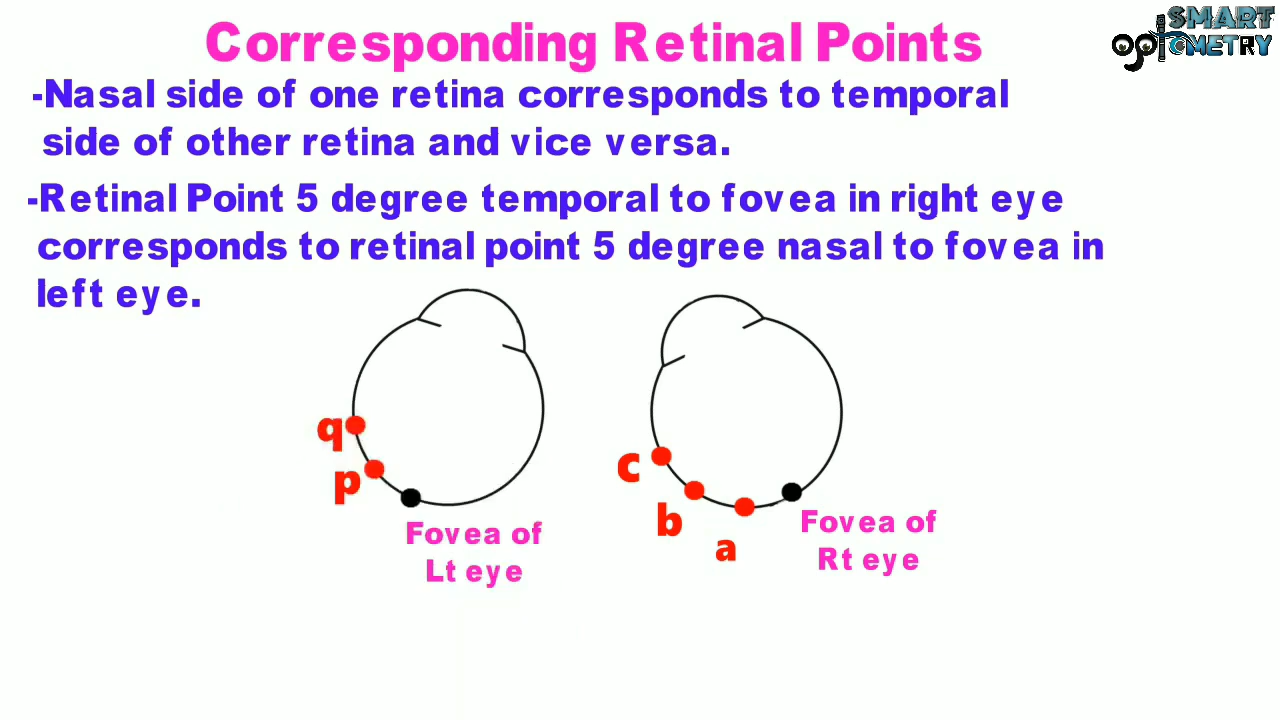 Corresponding Retinal Points
SMART
OptOMETRY
-Nasal side of one retina corresponds to temporal
side of other retina and vice versa.
-Retinal Point 5 degree temporal to fovea in right eye
corresponds to retinal point 5 degree nasal to fovea in
left eye.
q
p
c
b
a
Fovea of
Lt eye
Fovea of
Rt eye